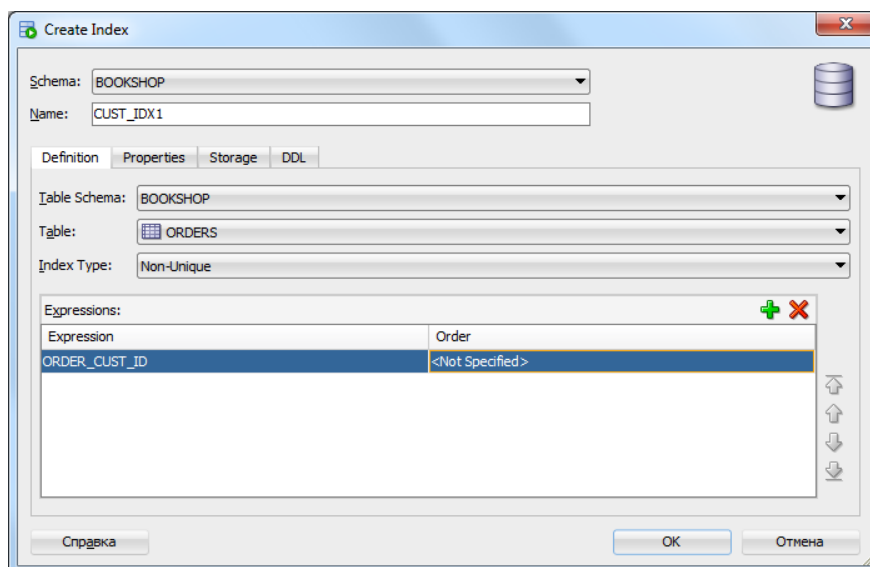 Create Index
Schema: BOOKSHOP
Name: CUST_IDX1
Definition Properties Storage DDL
Table Schema: BOOKSHOP
Table: ORDERS
Index Type: Non-Unique
Expressions:
Expression Order
ORDER_CUST_ID <Not Specified>
Справка OK Отмена